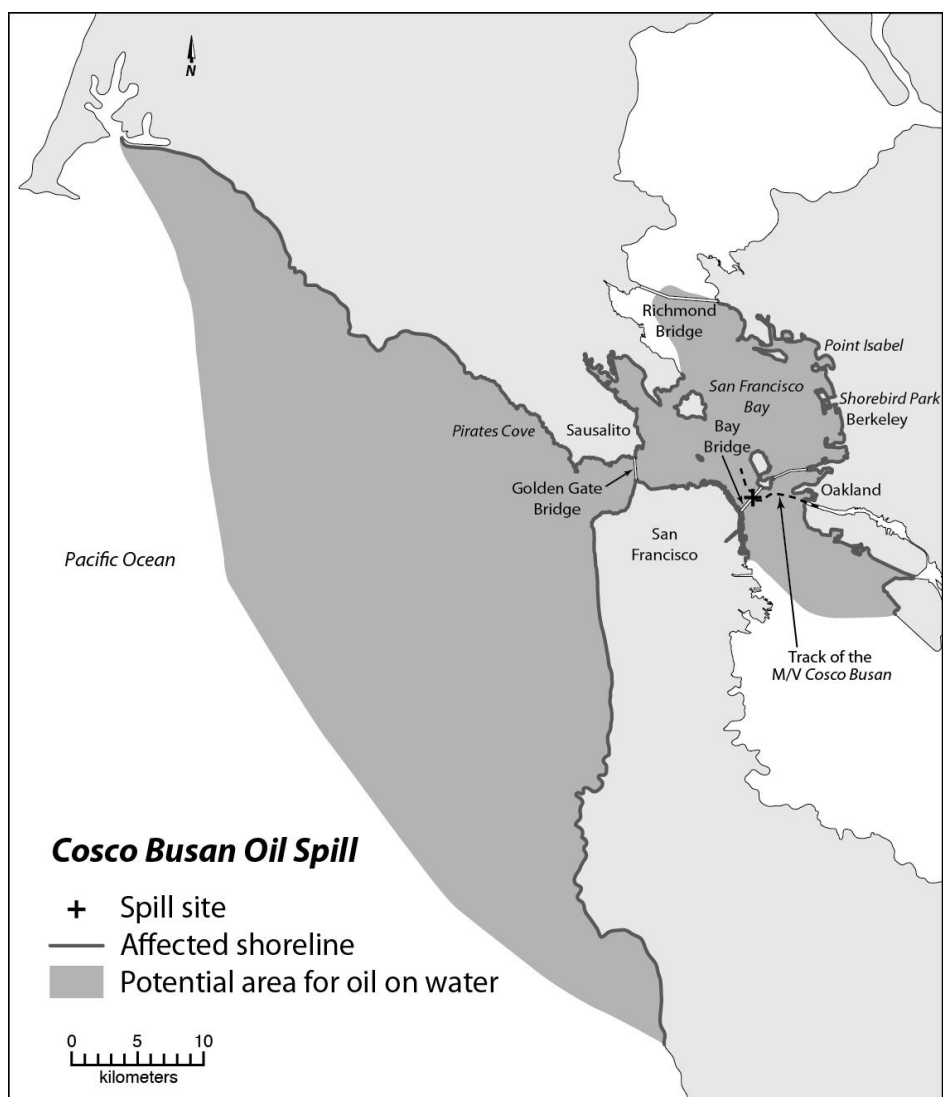 N
Richmond
Bridge
Point Isabel
San Francisco
Bay
Shorebird Park
Berkeley
Bay
Bridge
Pirates Cove
Sausalito
Golden Gate
Bridge
Oakland
San
Francisco
Pacific Ocean
Track of the
M/V Cosco Busan
Cosco Busan Oil Spill
Spill site
Affected shoreline
Potential area for oil on water
0 5 10
kilometers